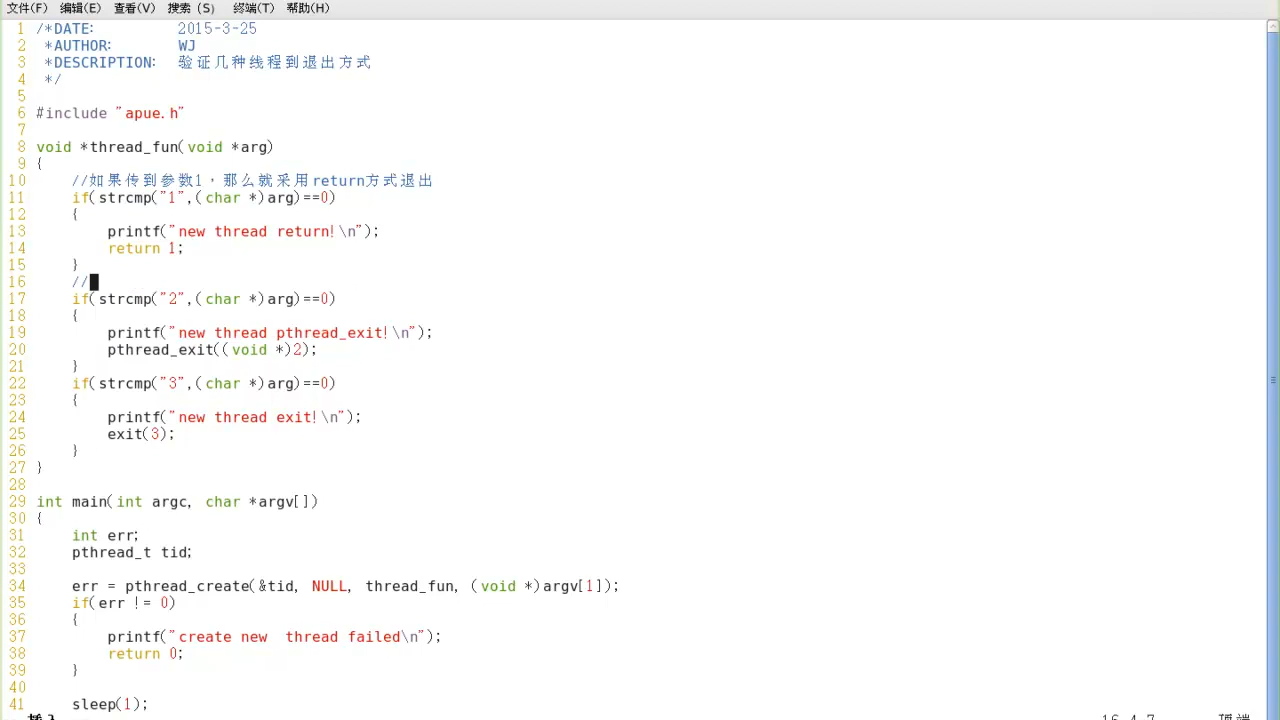 文件(F) 编辑(E) 查看(V) 搜索 (S) 终端(T) 帮助(H)
1 /*DATE: 2015-3-25
2 *AUTHOR: WJ
3 *DESCRIPTION: 验证几种线程到退出方式
4 */
5
6 #include "apue.h"
7
8 void *thread_fun(void *arg)
9 {
10 //如果传到参数1，那么就采用return方式退出
11 if(strcmp("1",(char *)arg)==0)
12 {
13 printf("new thread return!\n");
14 return 1;
15 }
16 //
17 if(strcmp("2",(char *)arg)==0)
18 {
19 printf("new thread pthread_exit!\n");
20 pthread_exit((void *)2);
21 }
22 if(strcmp("3",(char *)arg)==0)
23 {
24 printf("new thread exit!\n");
25 exit(3);
26 }
27 }
28
29 int main(int argc, char *argv[])
30 {
31 int err;
32 pthread_t tid;
33
34 err = pthread_create(&tid, NULL, thread_fun, (void *)argv[1]);
35 if(err != 0)
36 {
37 printf("create new  thread failed\n");
38 return 0;
39 }
40
41 sleep(1);